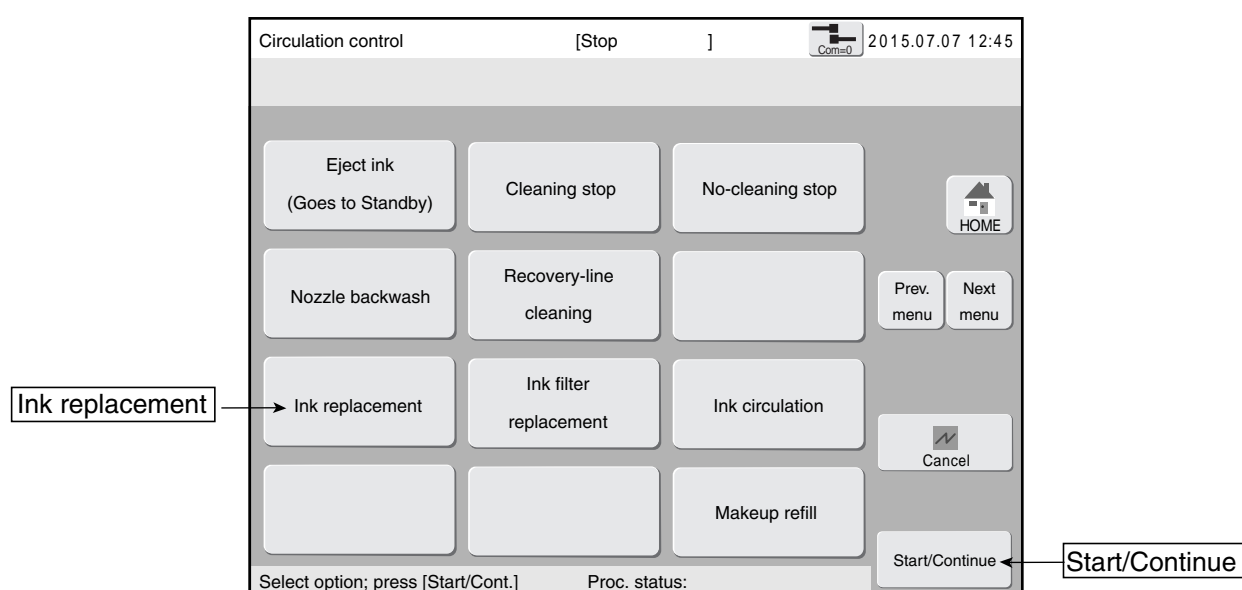 Circulation control [Stop ] Com=0 2015.07.07 12:45
Eject ink
(Goes to Standby)
Cleaning stop
No-cleaning stop
HOME
Nozzle backwash
Recovery-line
cleaning
Prev.
menu
Next
menu
Ink replacement
Ink replacement
Ink filter
replacement
Ink circulation
Cancel
Makeup refill
Start/Continue
Start/Continue
Select option; press [Start/Cont.] Proc. status: